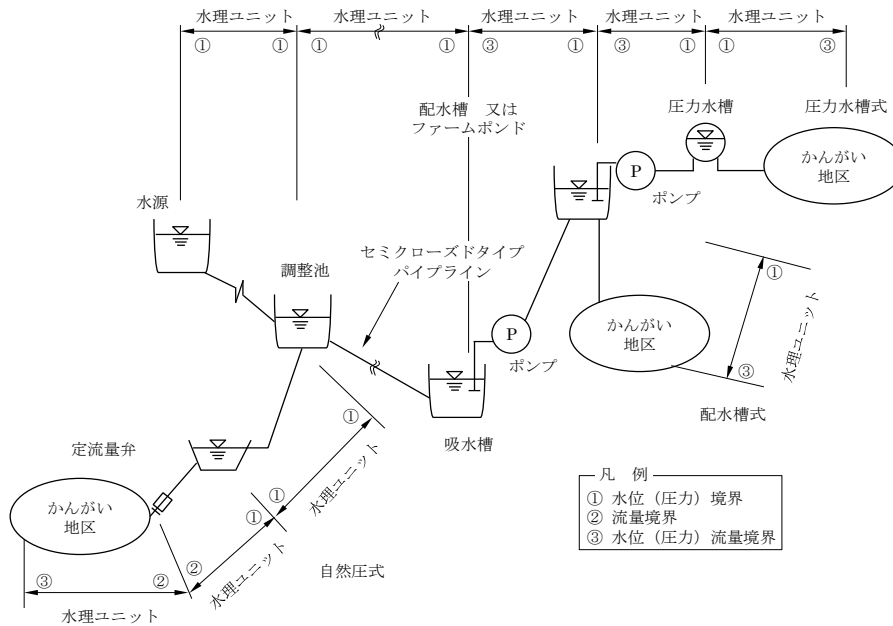 水理ユニット
水理ユニット
水理ユニット
水理ユニット
水理ユニット
① ① ① ③ ① ③ ① ① ③
配水槽 又は
ファームポンド
圧力水槽
圧力水槽式
かんがい
地区
P
ポンプ
水源
セミクローズドタイプ
パイプライン
調整池
①
水理ユニット
③
かんがい
地区
P
ポンプ
配水槽式
吸水槽
①
水理ユニット
①
定流量弁
かんがい
地区
①
水理ユニット
②
自然圧式
③ ②
水理ユニット
凡 例
① 水位(圧力)境界
② 流量境界
③ 水位(圧力)流量境界